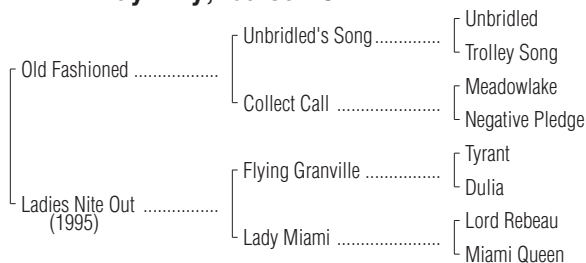 Unbridled
Unbridled's Song..............
Trolley Song
Old Fashioned ..................
Meadowlake
Collect Call ......................
Negative Pledge
Tyrant
Flying Granville ................
Dulia
Ladies Nite Out ................
(1995)
Lord Rebeau
Lady Miami ......................
Miami Queen